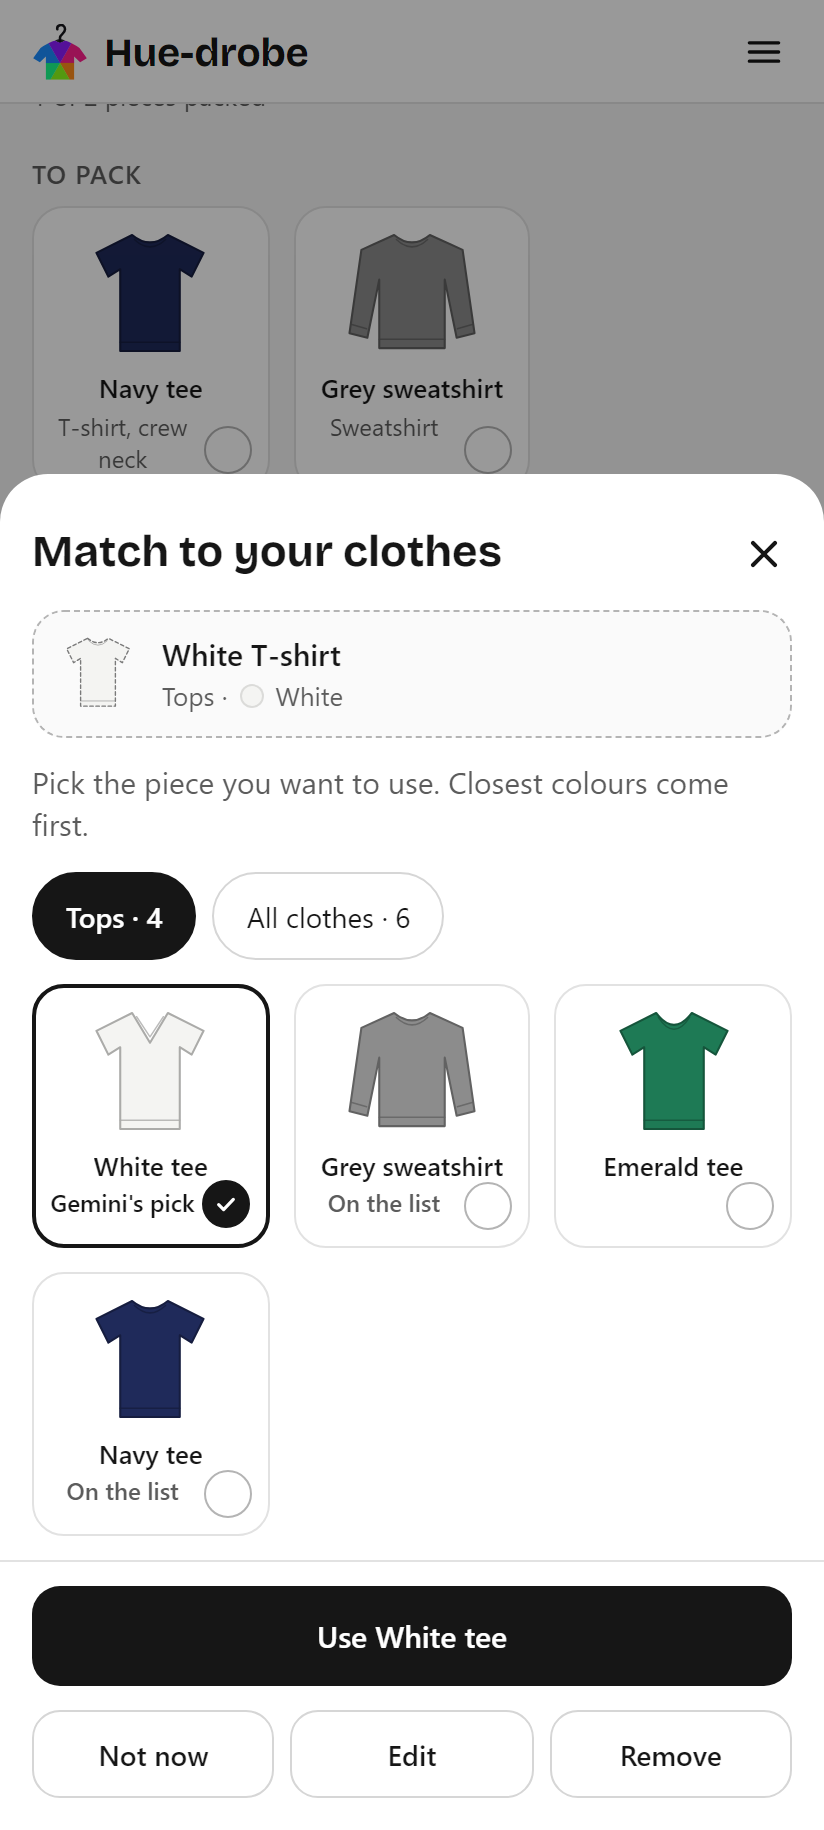 Hue-drobe
TO PACK
Navy tee
Grey sweatshirt
T-shirt, crew
neck
Sweatshirt
Match to your clothes
White T-shirt
Tops · White
Pick the piece you want to use. Closest colours come
first.
Tops · 4
All clothes · 6
White tee
Gemini's pick
Grey sweatshirt
On the list
Emerald tee
Navy tee
On the list
Use White tee
Not now
Edit
Remove